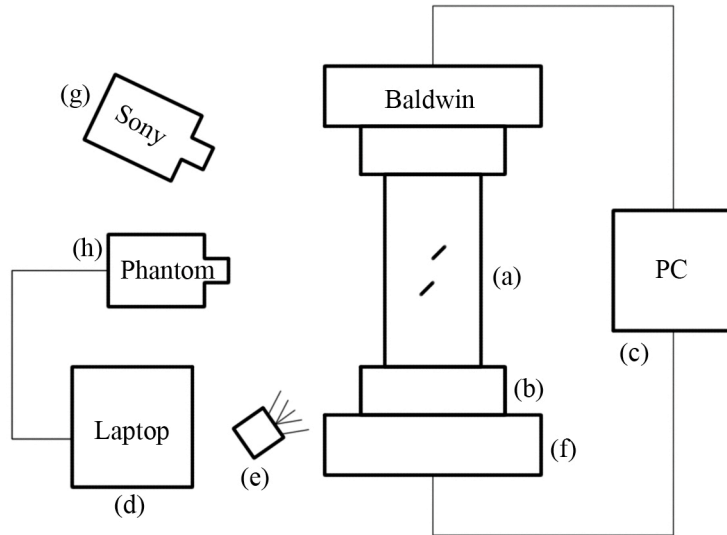 (g)
Sony
Baldwin
(h)
Phantom
(a)
PC
(c)
(b)
Laptop
(f)
(e)
(d)